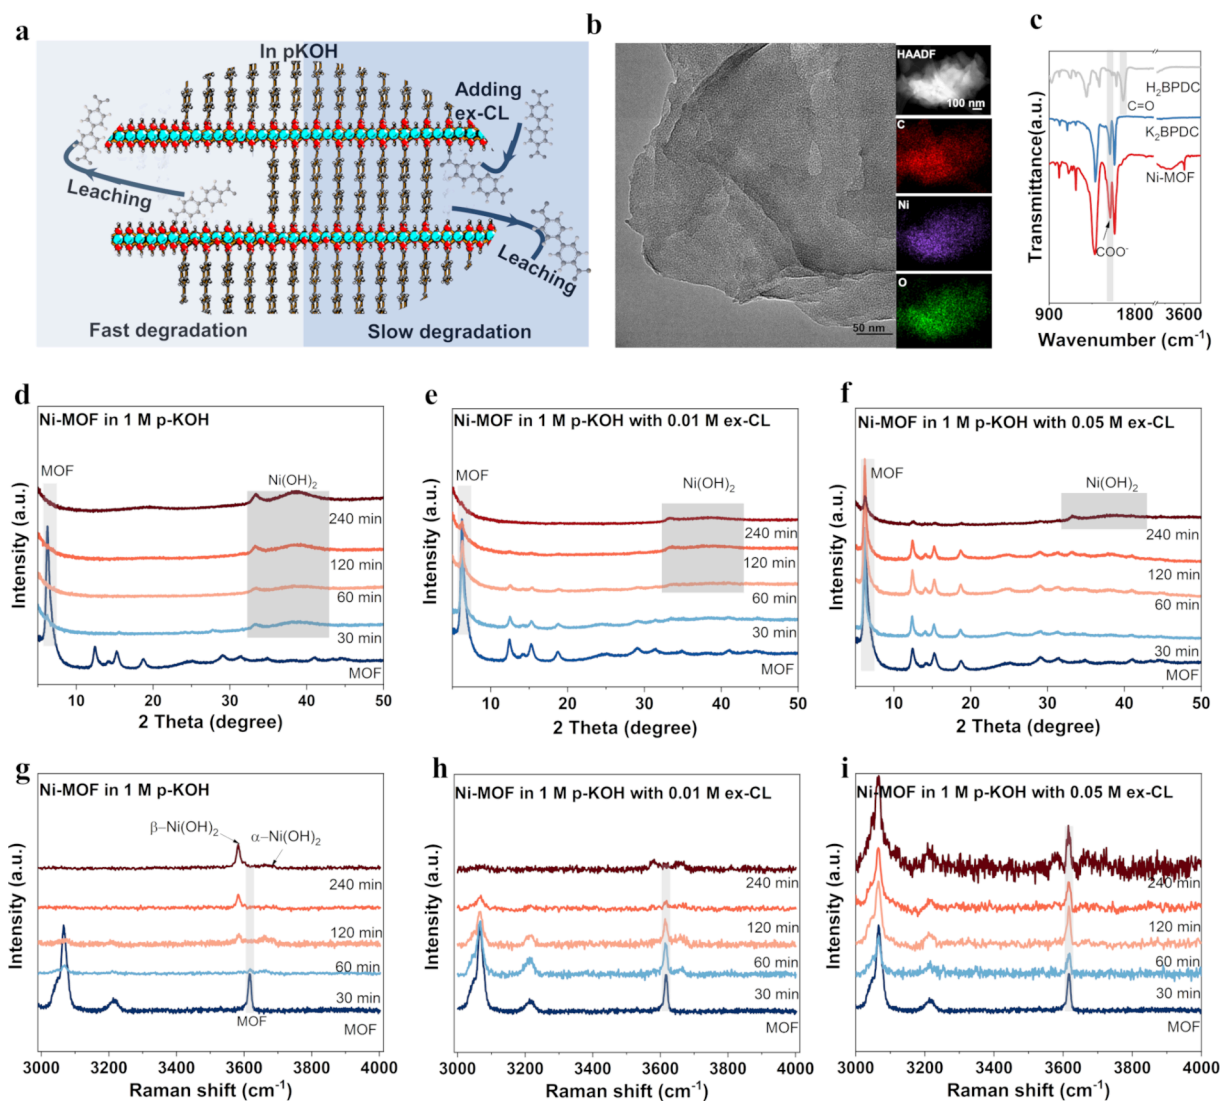 a
In pKOH
Adding
ex-CL
Leaching
Leaching
Fast degradation
Slow degradation
b
HAADF
100 nm
C
Ni
O
50 nm
c
Transmittance(a.u.)
H₂BPDC
C=O
K₂BPDC
Ni-MOF
COO⁻
900
1800
3600
Wavenumber (cm⁻¹)
d
Ni-MOF in 1 M p-KOH
MOF
Ni(OH)₂
240 min
120 min
60 min
30 min
MOF
Intensity (a.u.)
10
20
30
40
50
2 Theta (degree)
e
Ni-MOF in 1 M p-KOH with 0.01 M ex-CL
MOF
Ni(OH)₂
240 min
120 min
60 min
30 min
MOF
Intensity (a.u.)
10
20
30
40
50
2 Theta (degree)
f
Ni-MOF in 1 M p-KOH with 0.05 M ex-CL
MOF
Ni(OH)₂
240 min
120 min
60 min
30 min
MOF
Intensity (a.u.)
10
20
30
40
50
2 Theta (degree)
g
Ni-MOF in 1 M p-KOH
β–Ni(OH)₂
α–Ni(OH)₂
240 min
120 min
60 min
30 min
MOF
MOF
Intensity (a.u.)
3000
3200
3400
3600
3800
4000
Raman shift (cm⁻¹)
h
Ni-MOF in 1 M p-KOH with 0.01 M ex-CL
240 min
120 min
60 min
30 min
MOF
Intensity (a.u.)
3000
3200
3400
3600
3800
4000
Raman shift (cm⁻¹)
i
Ni-MOF in 1 M p-KOH with 0.05 M ex-CL
240 min
120 min
60 min
30 min
MOF
Intensity (a.u.)
3000
3200
3400
3600
3800
4000
Raman shift (cm⁻¹)